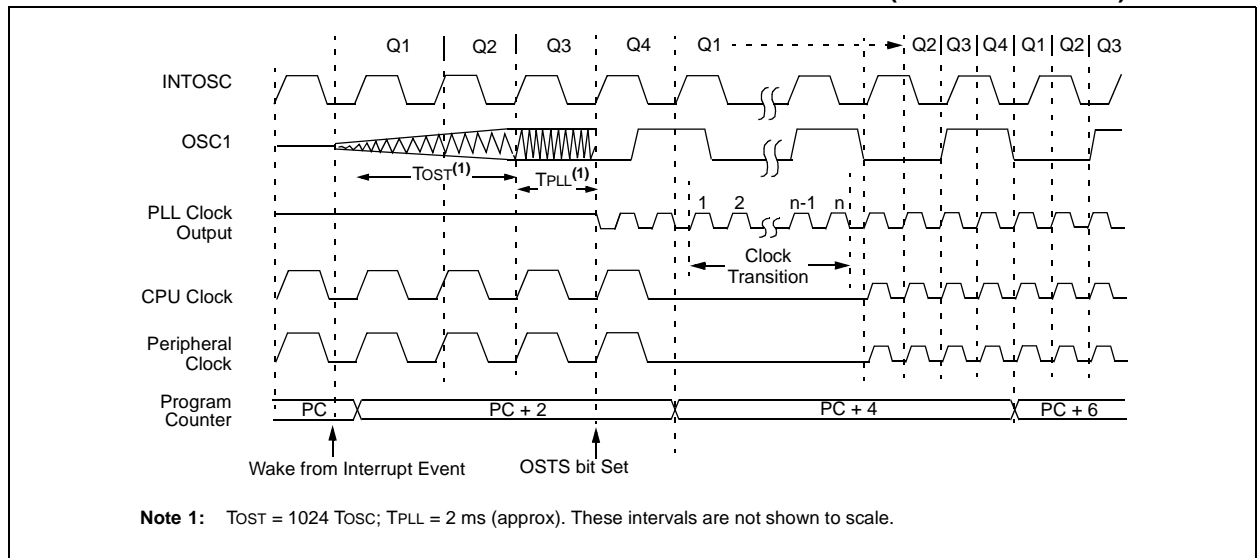 Q1 Q2 Q3 Q4 Q1 Q2 Q3 Q4 Q1 Q2 Q3
INTOSC
OSC1
TOST(1) TPLL(1)
PLL Clock
Output
1 2 n-1 n
Clock
Transition
CPU Clock
Peripheral
Clock
Program
Counter
PC PC + 2 PC + 4 PC + 6
Wake from Interrupt Event OSTS bit Set
Note 1: TOST = 1024 TOSC; TPLL = 2 ms (approx). These intervals are not shown to scale.